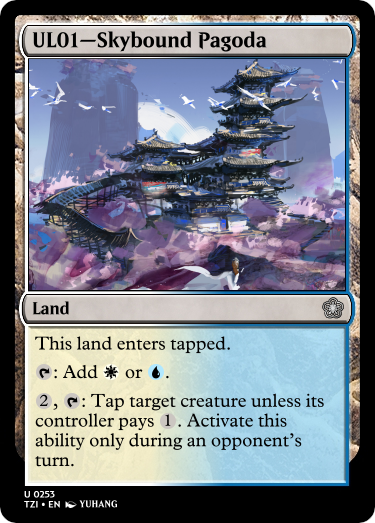 UL01—Skybound Pagoda
Land
This land enters tapped.
: Add or .
2, : Tap target creature unless its
controller pays 1. Activate this
ability only during an opponent's
turn.
U 0253
TZI • EN YUHANG